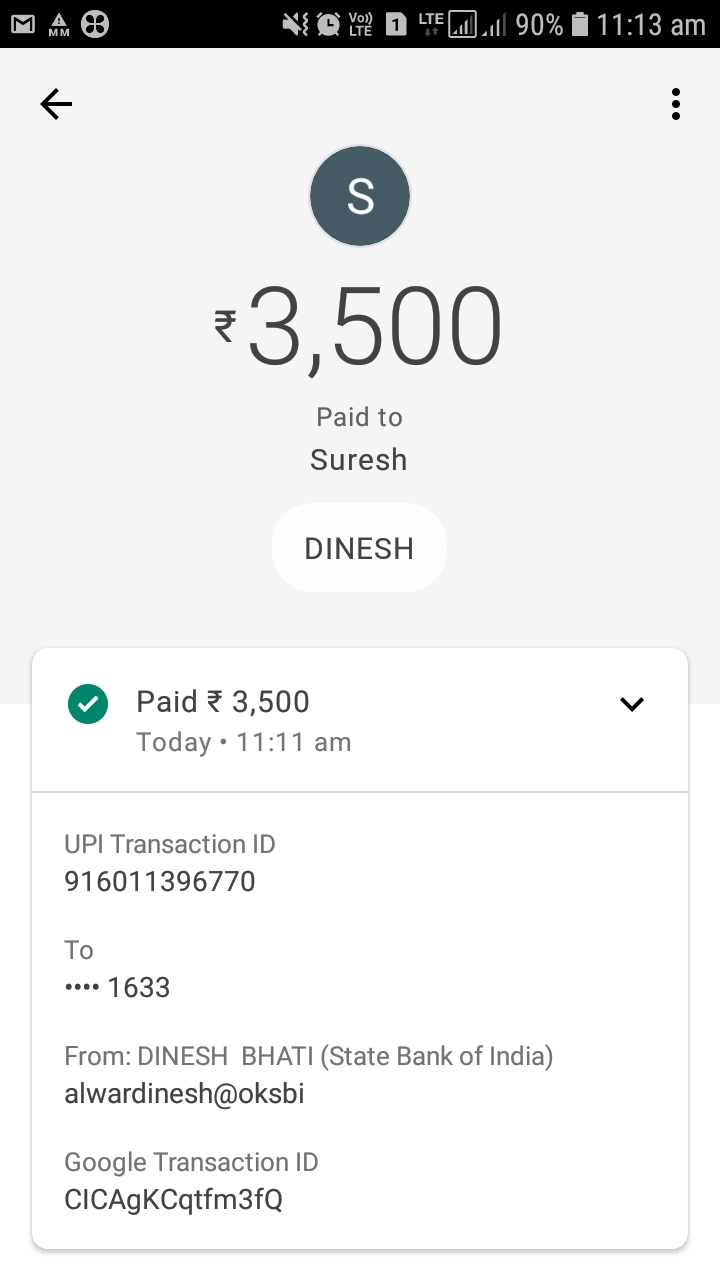 MM
Vo))
LTE
1
LTE
90%
11:13 am
S
₹3,500
Paid to
Suresh
DINESH
Paid ₹ 3,500
Today • 11:11 am
UPI Transaction ID
916011396770
To
•••• 1633
From: DINESH  BHATI (State Bank of India)
alwardinesh@oksbi
Google Transaction ID
CICAgKCqtfm3fQ